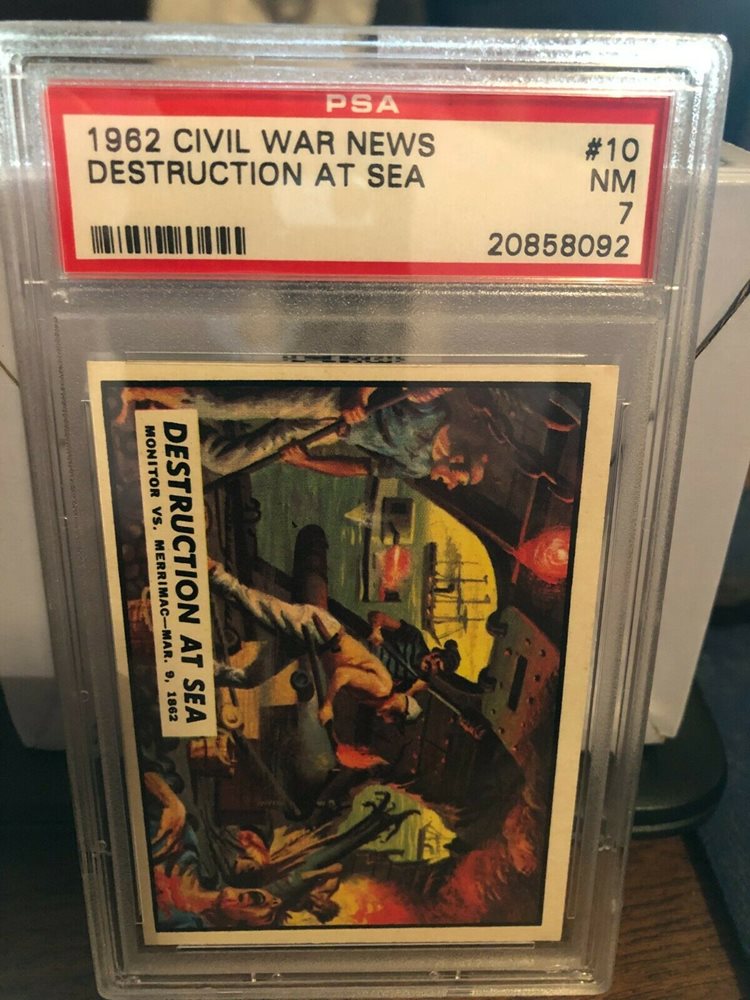 PSA
1962 CIVIL WAR NEWS #10
DESTRUCTION AT SEA NM
7
20858092
DESTRUCTION AT SEA
MONITOR VS. MERRIMAC—MAR. 9, 1862